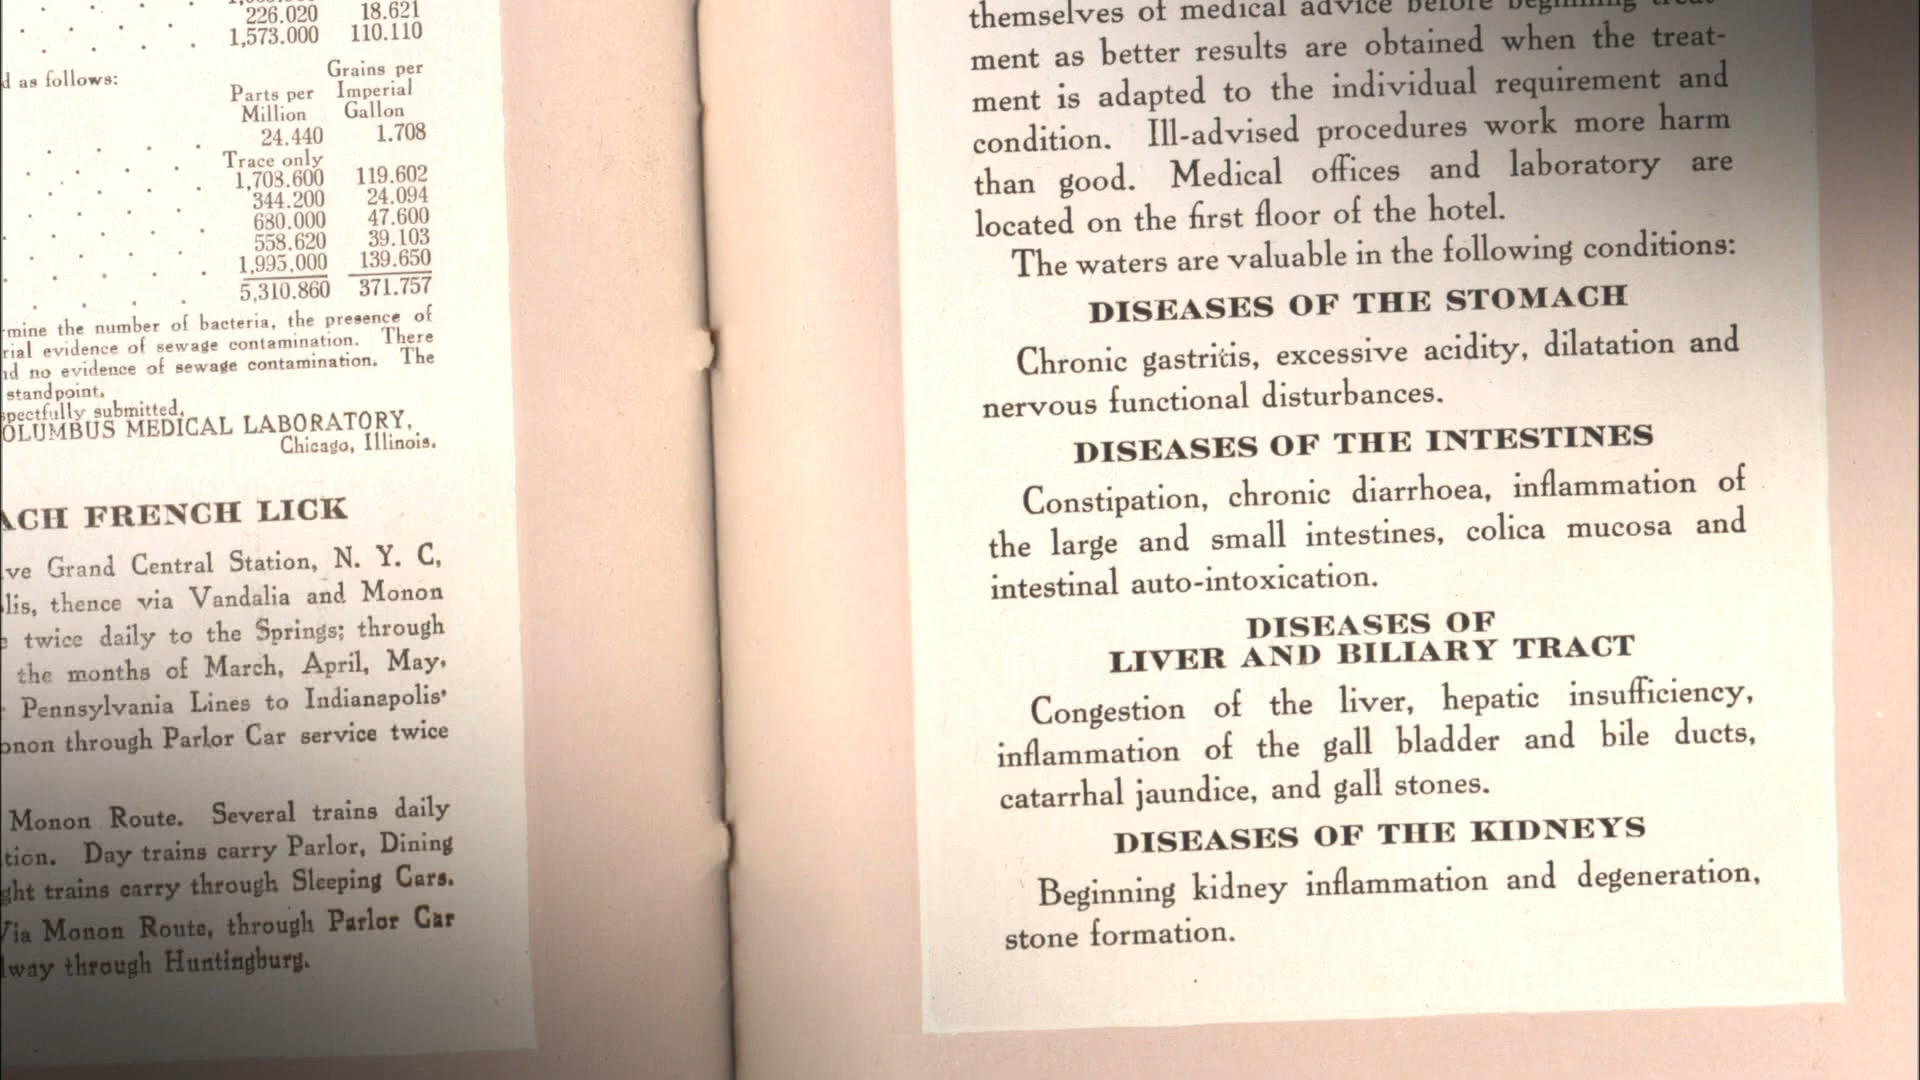 226.020 18.621
1,573.000 110.110
d as follows:
Parts per Million Grains per Imperial Gallon
24.440 1.708
Trace only
1,708.600 119.602
344.200 24.094
680.000 47.600
558.620 39.103
1,995,000 139.650
5,310.860 371.757
mine the number of bacteria, the presence of
rial evidence of sewage contamination. There
nd no evidence of sewage contamination. The
standpoint.
spectfully submitted,
OLUMBUS MEDICAL LABORATORY,
Chicago, Illinois.
ACH FRENCH LICK
ve Grand Central Station, N. Y. C,
lis, thence via Vandalia and Monon
e twice daily to the Springs; through
the months of March, April, May,
Pennsylvania Lines to Indianapolis'
onon through Parlor Car service twice
Monon Route. Several trains daily
tion. Day trains carry Parlor, Dining
ght trains carry through Sleeping Cars.
Via Monon Route, through Parlor Car
lway through Huntingburg.
themselves of medical advice before beginning treat-
ment as better results are obtained when the treat-
ment is adapted to the individual requirement and
condition. Ill-advised procedures work more harm
than good. Medical offices and laboratory are
located on the first floor of the hotel.
The waters are valuable in the following conditions:
DISEASES OF THE STOMACH
Chronic gastritis, excessive acidity, dilatation and
nervous functional disturbances.
DISEASES OF THE INTESTINES
Constipation, chronic diarrhoea, inflammation of
the large and small intestines, colica mucosa and
intestinal auto-intoxication.
DISEASES OF
LIVER AND BILIARY TRACT
Congestion of the liver, hepatic insufficiency,
inflammation of the gall bladder and bile ducts,
catarrhal jaundice, and gall stones.
DISEASES OF THE KIDNEYS
Beginning kidney inflammation and degeneration,
stone formation.